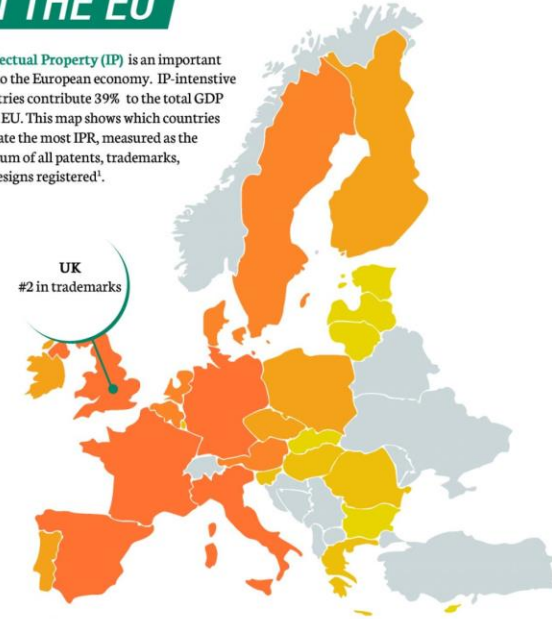 THE EU
ectual Property (IP) is an important
o the European economy. IP-intenstive
tries contribute 39% to the total GDP
EU. This map shows which countries
ate the most IPR, measured as the
um of all patents, trademarks,
esigns registered¹.
UK
#2 in trademarks